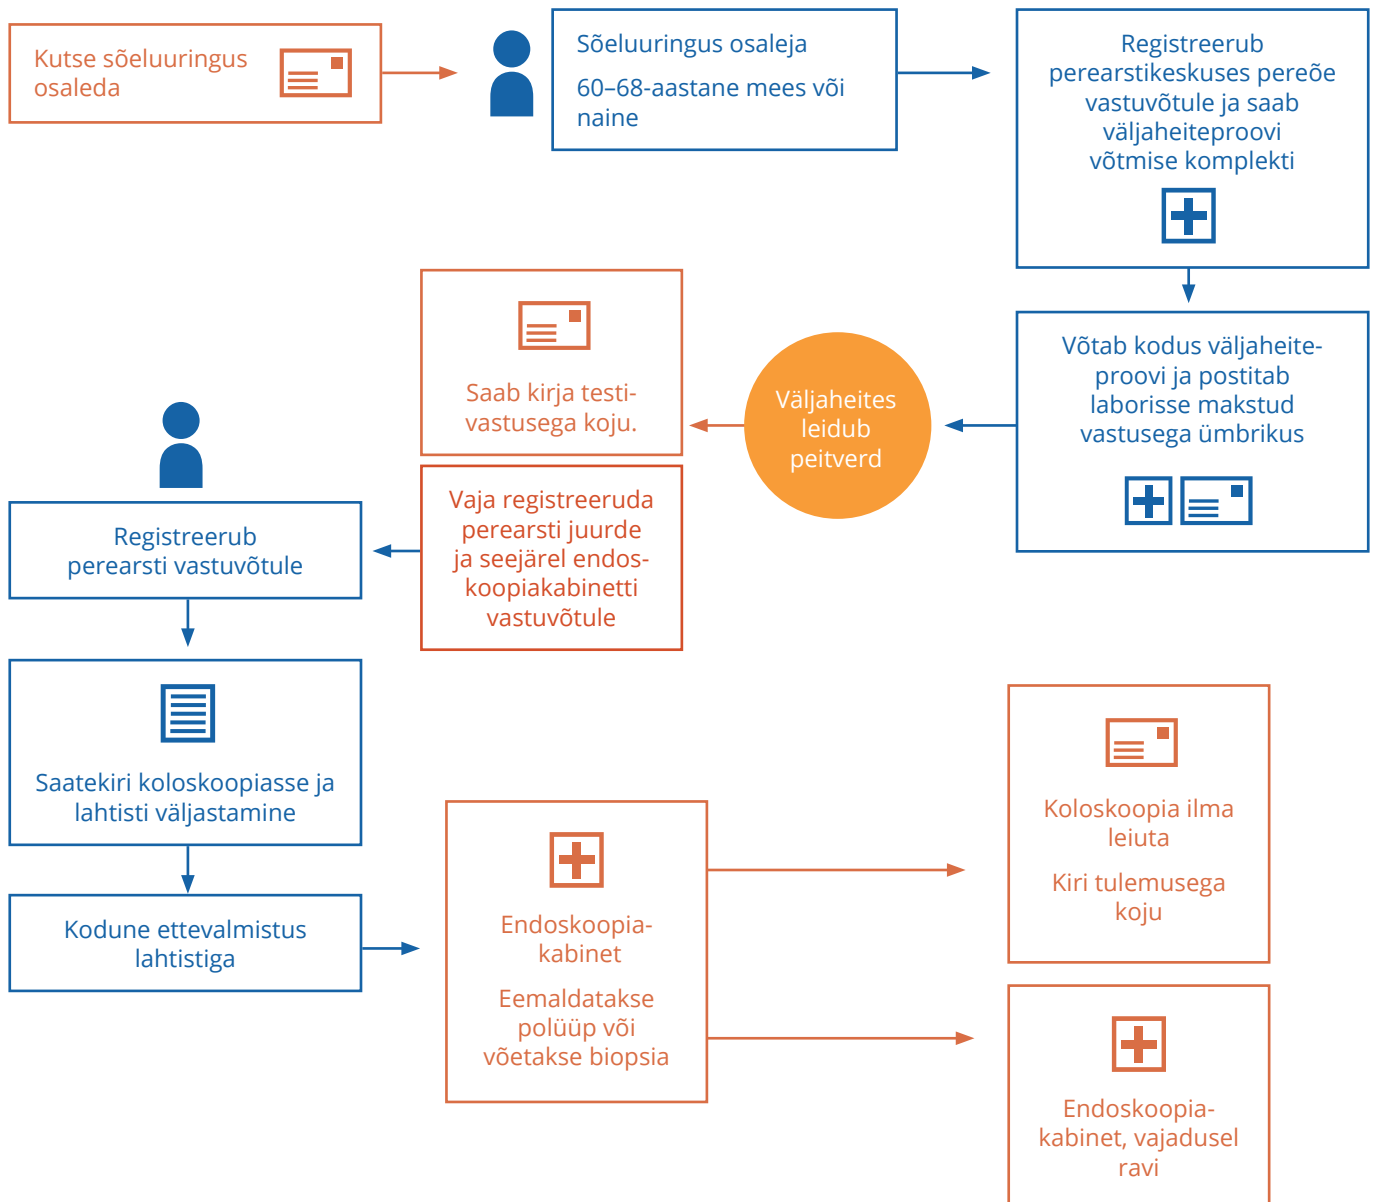 Kutse sõeluuringus
osaleda
Sõeluuringus osaleja
60–68-aastane mees või
naine
Registreerub
perearstikeskuses pereõe
vastuvõtule ja saab
väljaheiteproovi
võtmise komplekti
Võtab kodus väljaheite-
proovi ja postitab
laborisse makstud
vastusega ümbrikus
Väljaheites
leidub
peitverd
Saab kirja testi-
vastusega koju.
Vaja registreeruda
perearsti juurde
ja seejärel endos-
koopiakabinetti
vastuvõtule
Registreerub
perearsti vastuvõtule
Saatekiri koloskoopiasse ja
lahtisti väljastamine
Kodune ettevalmistus
lahtistiga
Endoskoopia-
kabinet
Eemaldatakse
polüüp või
võetakse biopsia
Koloskoopia ilma
leiuta
Kiri tulemusega
koju
Endoskoopia-
kabinet, vajadusel
ravi